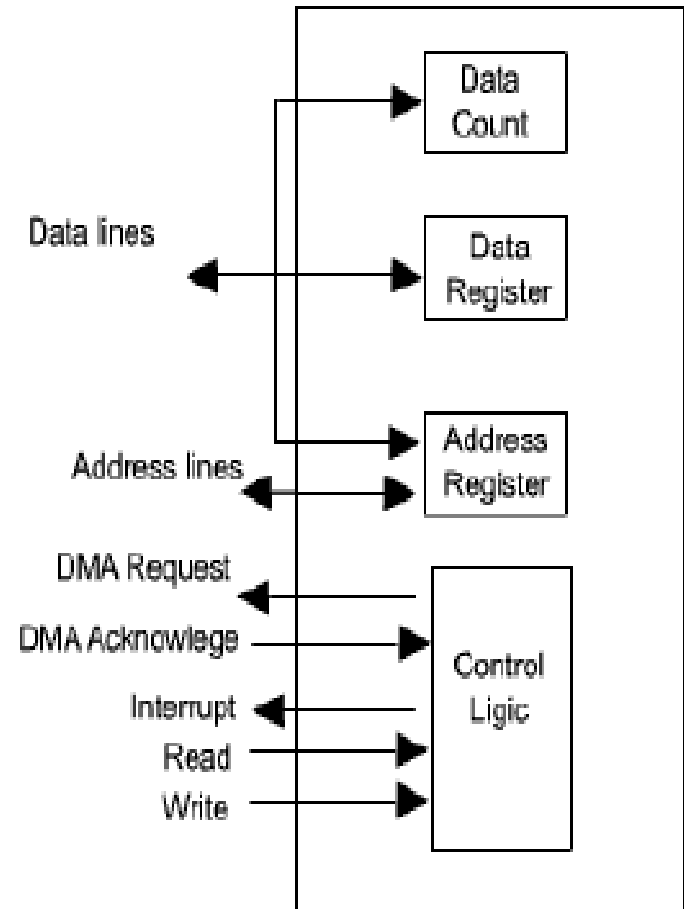 Data
Count
Data lines
Data
Register
Address lines
Address
Register
DMA Request
DMA Acknowlege
Interrupt
Read
Write
Control
Ligic